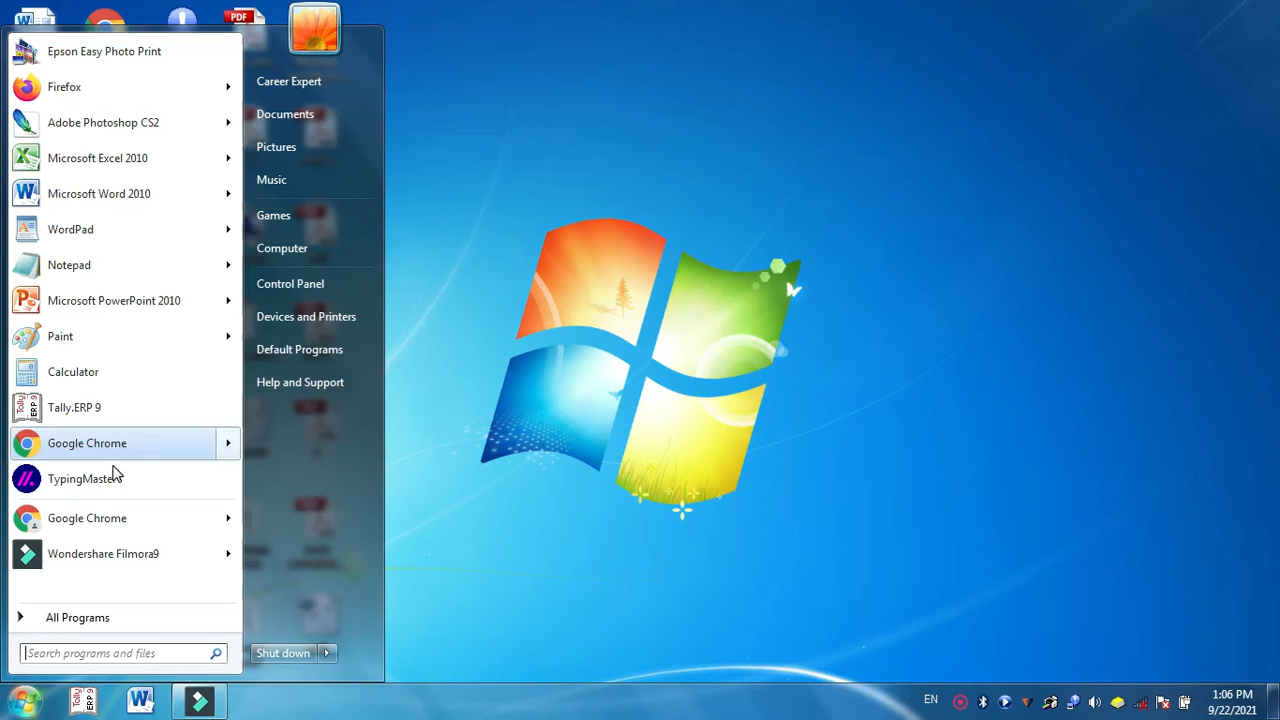 PDF
Epson Easy Photo Print
Firefox
Adobe Photoshop CS2
Microsoft Excel 2010
Microsoft Word 2010
WordPad
Notepad
Microsoft PowerPoint 2010
Paint
Calculator
Tally.ERP 9
Google Chrome
TypingMaster
Google Chrome
Wondershare Filmora9
All Programs
Search programs and files
Career Expert
Documents
Pictures
Music
Games
Computer
Control Panel
Devices and Printers
Default Programs
Help and Support
Shut down
EN
1:06 PM
9/22/2021